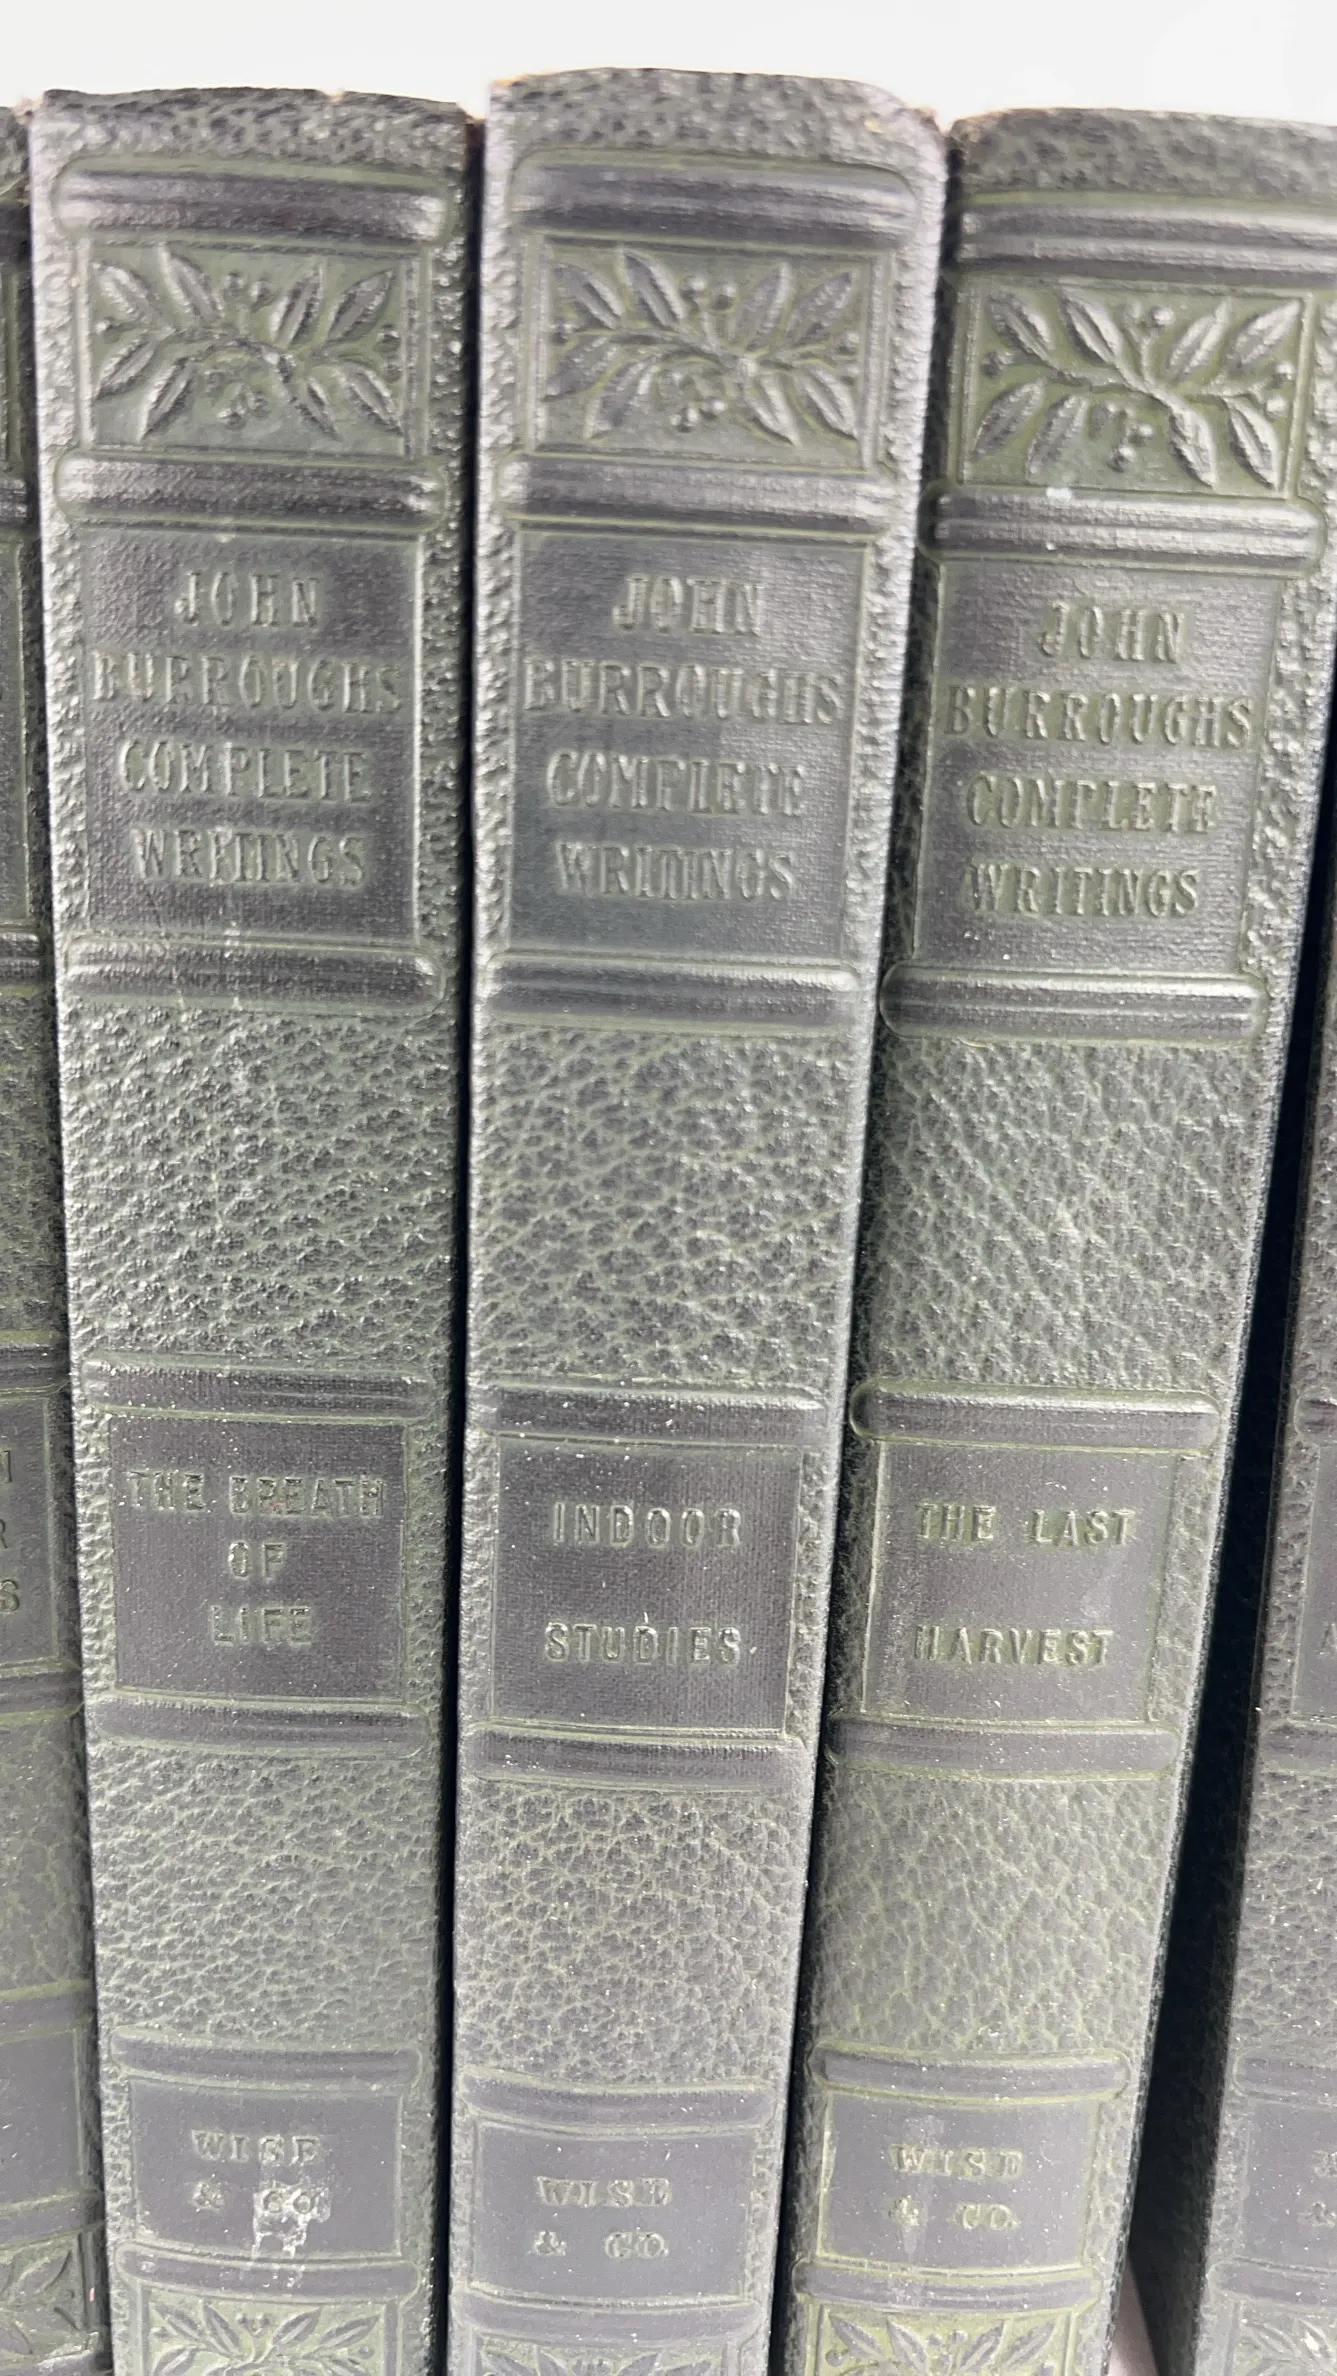 JOHN
BURROUGHS
COMPLETE
WRITINGS
THE BREATH
OF
LIFE
WISE
& CO.
JOHN
BURROUGHS
COMPLETE
WRITINGS
INDOOR
STUDIES
WISE
& CO.
JOHN
BURROUGHS
COMPLETE
WRITINGS
THE LAST
HARVEST
WISE
& CO.